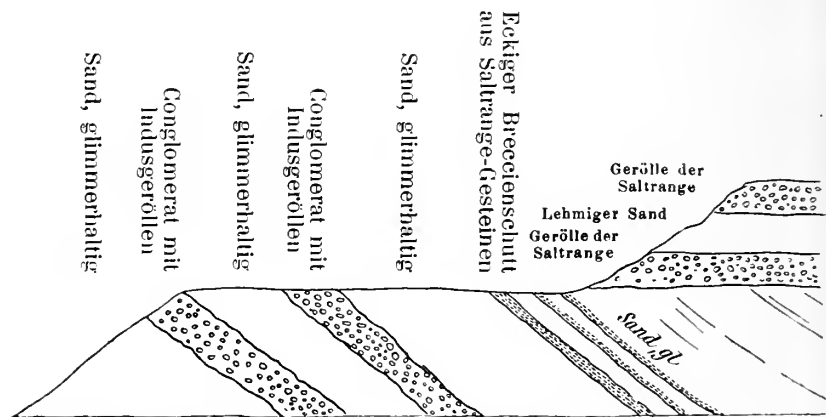 Sand, glimmerhaltig
Conglomerat mit
Indusgeröllen
Sand, glimmerhaltig
Conglomerat mit
Indusgeröllen
Sand, glimmerhaltig
Eckiger Breccienschutt
aus Saltrange-Gesteinen
Gerölle der
Saltrange
Lehmiger Sand
Gerölle der
Saltrange
Sand, gl